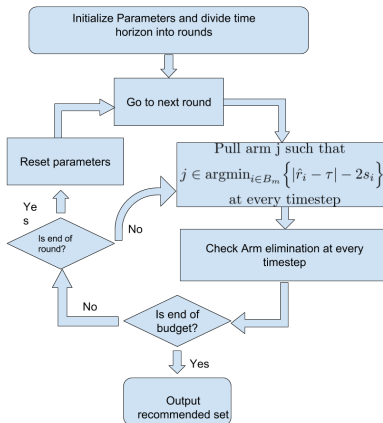 Initialize Parameters and divide time
horizon into rounds
Go to next round
Reset parameters
Pull arm j such that
j ∈ argmin_{i∈B_m} { |r̂_i − τ| − 2s_i }
at every timestep
Ye
s
No
Is end of
round?
Check Arm elimination at every
timestep
No
Is end of
budget?
Yes
Output
recommended set